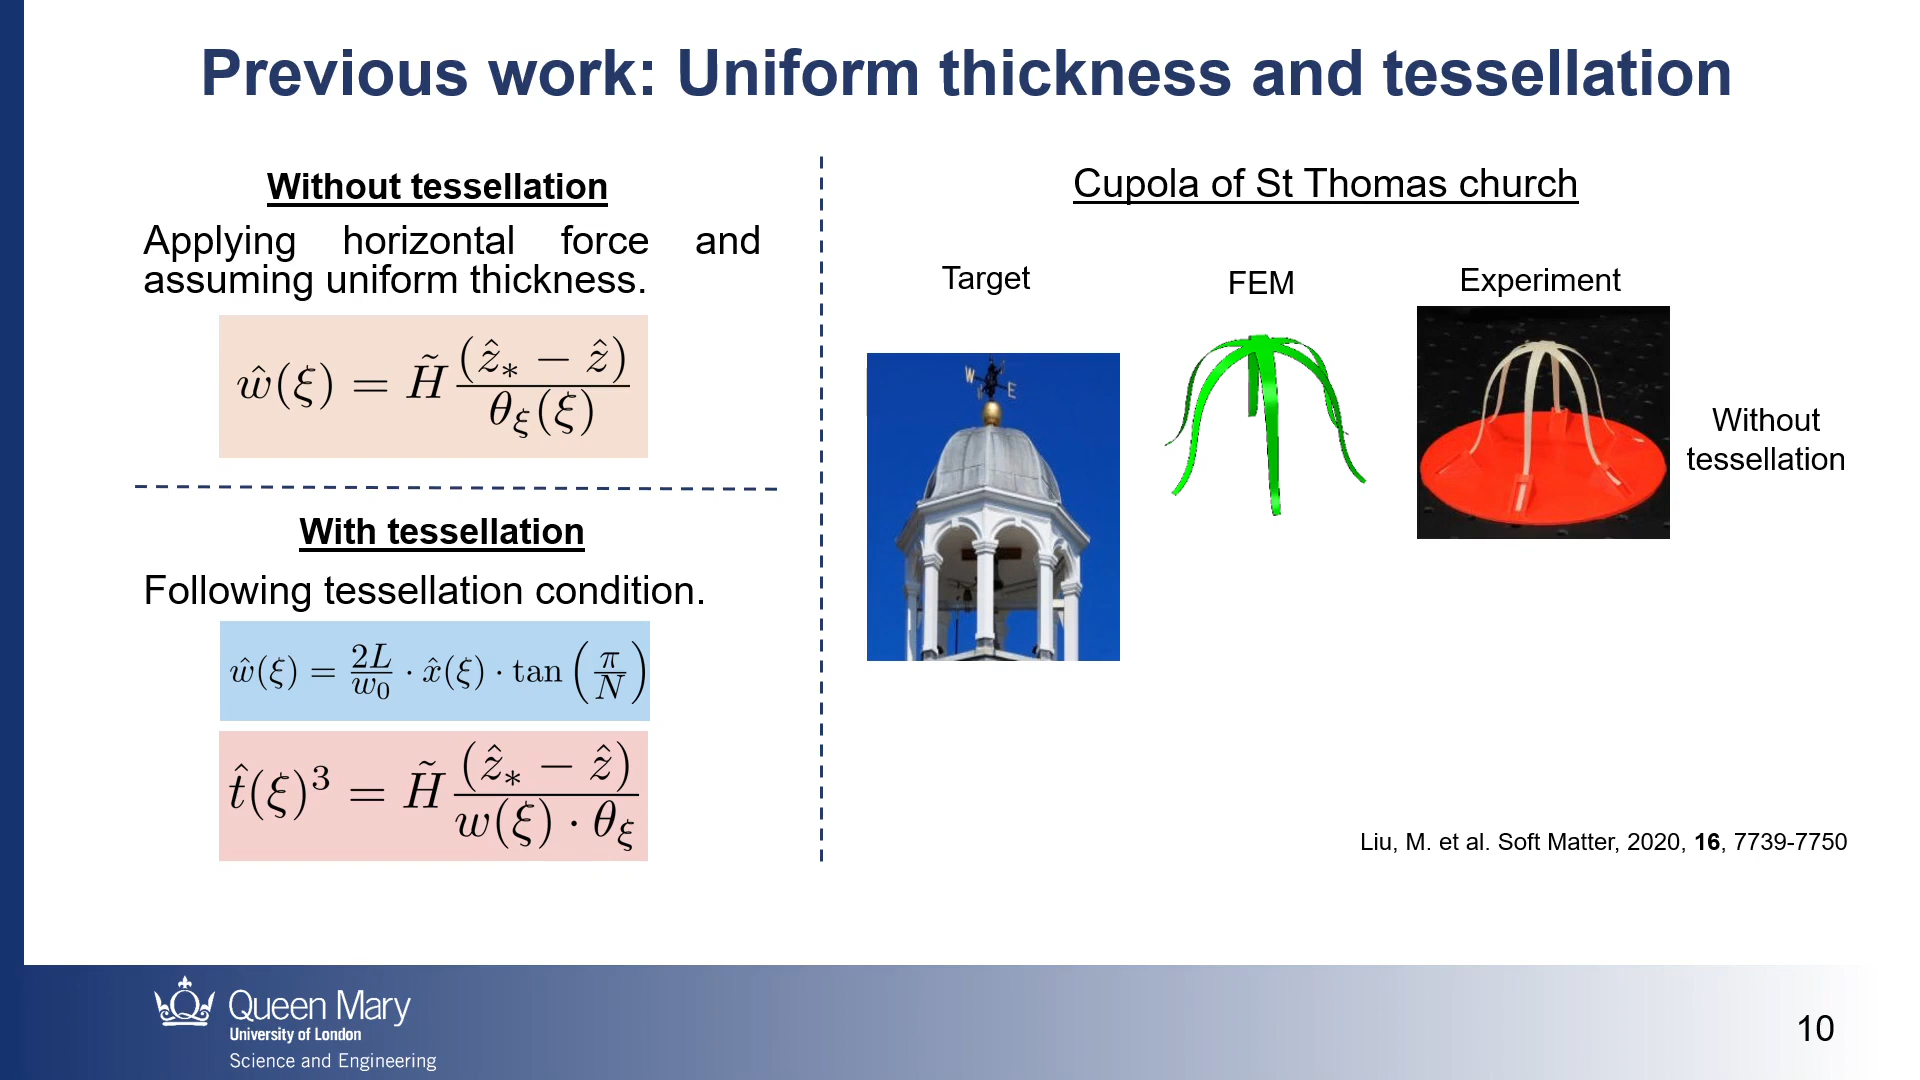 Previous work: Uniform thickness and tessellation
Without tessellation
Applying horizontal force and
assuming uniform thickness.
ŵ(ξ) = H̃ (ẑ* − ẑ) / θ_ξ(ξ)
With tessellation
Following tessellation condition.
ŵ(ξ) = 2L/w₀ · x̂(ξ) · tan(π/N)
t̂(ξ)³ = H̃ (ẑ* − ẑ) / w(ξ) · θ_ξ
Cupola of St Thomas church
Target
FEM
Experiment
W
E
Without
tessellation
Liu, M. et al. Soft Matter, 2020, 16, 7739-7750
Queen Mary
University of London
Science and Engineering
10